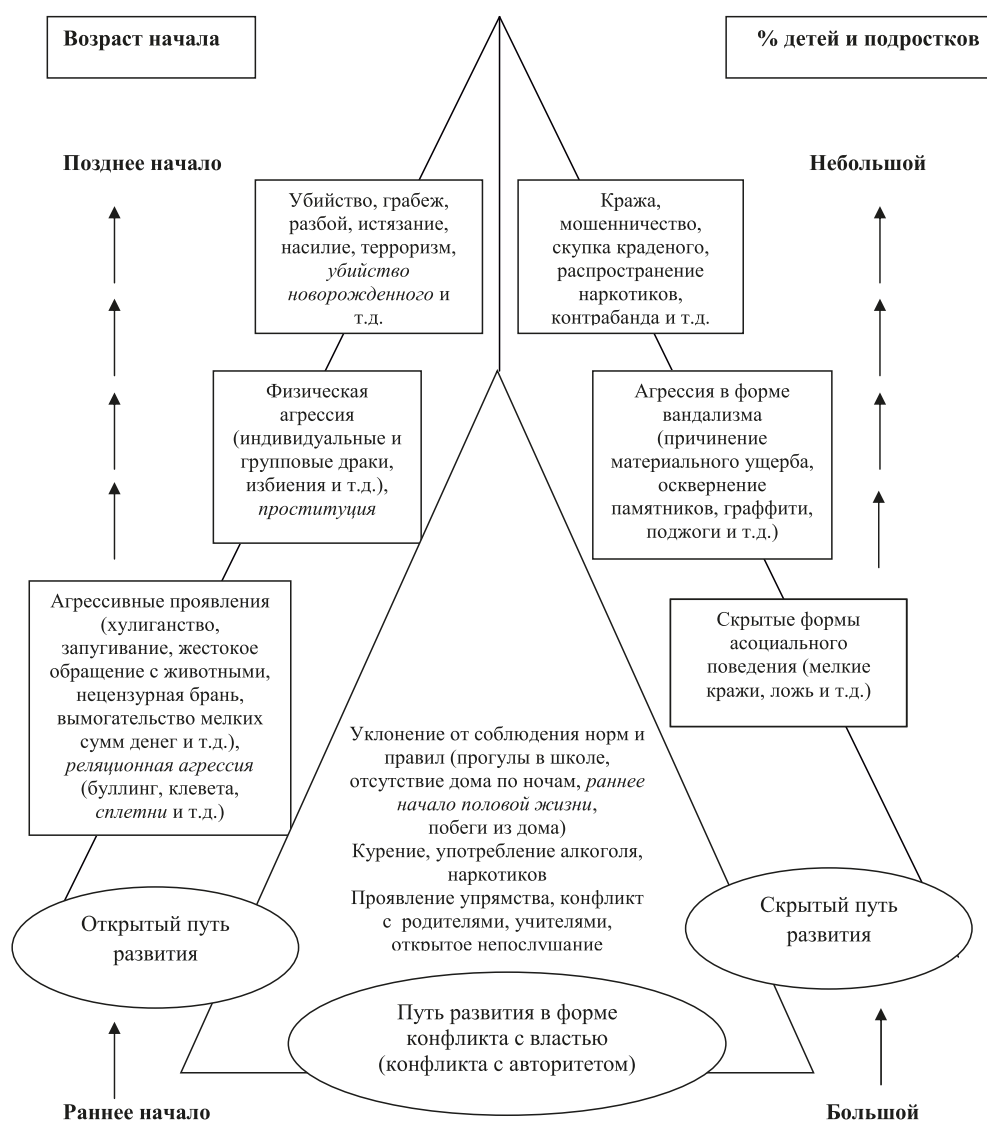 Возраст начала
% детей и подростков
Позднее начало
Небольшой
Убийство, грабеж,
разбой, истязание,
насилие, терроризм,
убийство
новорожденного и
т.д.
Кража,
мошенничество,
скупка краденого,
распространение
наркотиков,
контрабанда и т.д.
Физическая
агрессия
(индивидуальные и
групповые драки,
избиения и т.д.),
проституция
Агрессия в форме
вандализма
(причинение
материального ущерба,
осквернение
памятников, граффити,
поджоги и т.д.)
Агрессивные проявления
(хулиганство,
запугивание, жестокое
обращение с животными,
нецензурная брань,
вымогательство мелких
сумм денег и т.д.),
реляционная агрессия
(буллинг, клевета,
сплетни и т.д.)
Скрытые формы
асоциального
поведения (мелкие
кражи, ложь и т.д.)
Уклонение от соблюдения норм и
правил (прогулы в школе,
отсутствие дома по ночам, раннее
начало половой жизни,
побеги из дома)
Курение, употребление алкоголя,
наркотиков
Проявление упрямства, конфликт
с родителями, учителями,
открытое непослушание
Открытый путь
развития
Скрытый путь
развития
Путь развития в форме
конфликта с властью
(конфликта с авторитетом)
Раннее начало
Большой